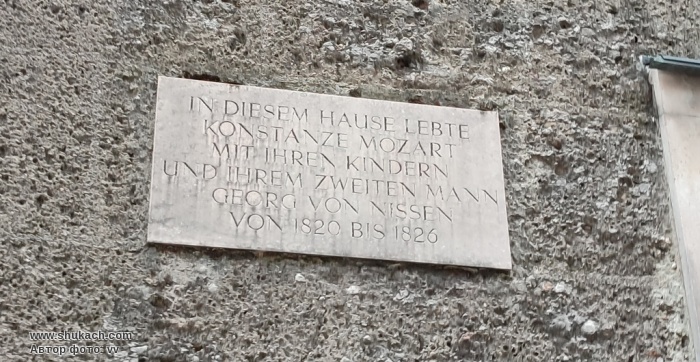 IN DIESEM HAUSE LEBTE
KONSTANZE MOZART
MIT IHREN KINDERN
UND IHREM ZWEITEN MANN
GEORG VON NISSEN
VON 1820 BIS 1826
www.shukach.com
Автор фото: vv